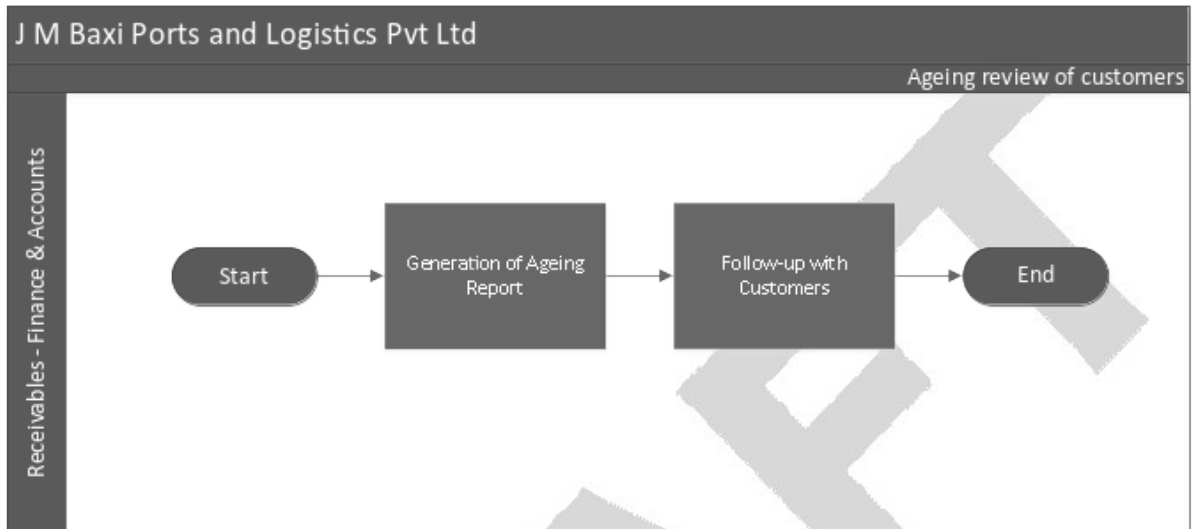 J M Baxi Ports and Logistics Pvt Ltd
Ageing review of customers
Receivables - Finance & Accounts
Start
Generation of Ageing
Report
Follow-up with
Customers
End